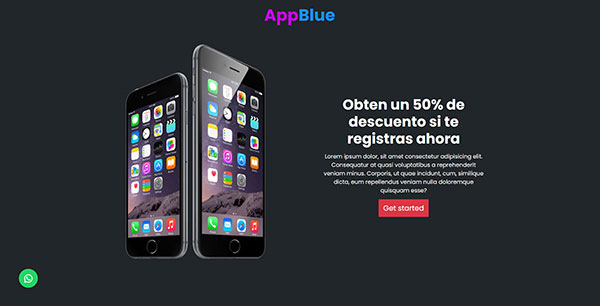 AppBlue
Obten un 50% de
descuento si te
registras ahora
Lorem ipsum dolor, sit amet consectetur adipisicing elit.
Consequatur at quasi voluptatibus a reprehenderit
veniam minus. Corporis, ut quae incidunt, cum, similique
dicta, eum repellendus veniam nulla doloremque
quisquam esse?
Get started